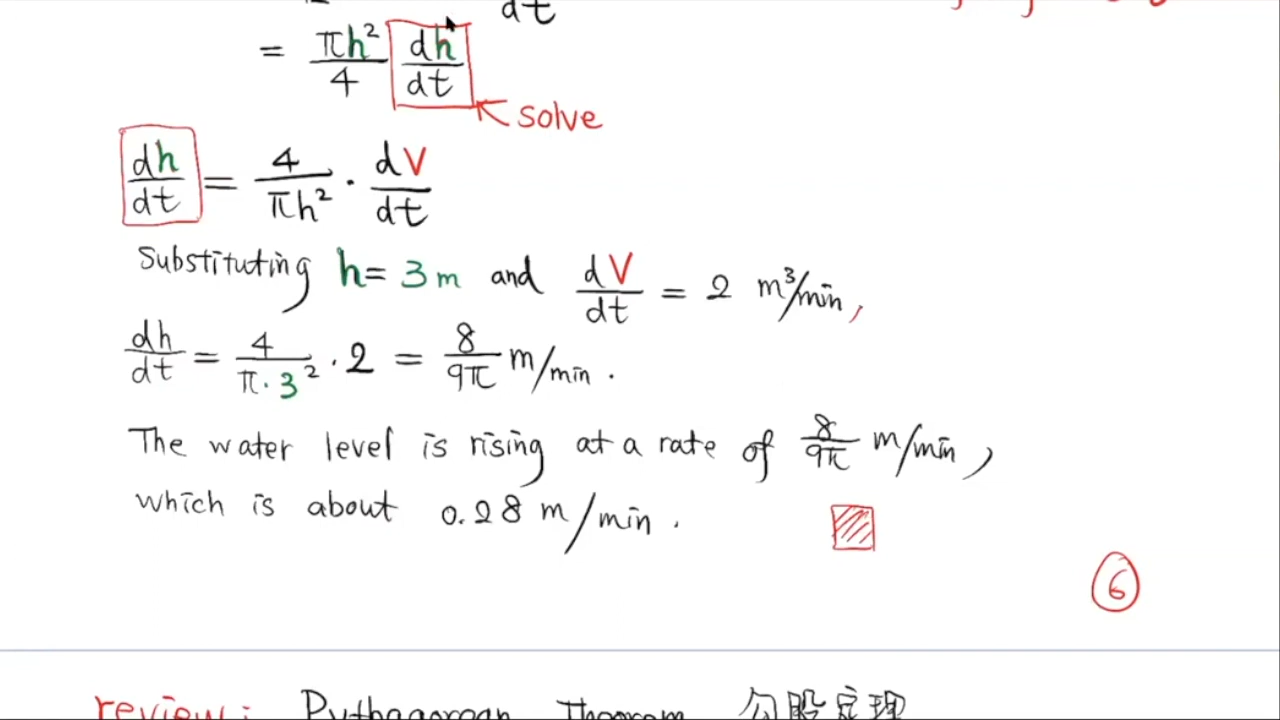 dt
= πh²/4 dh/dt
← solve
dh/dt = 4/πh² · dV/dt
Substituting h = 3 m and dV/dt = 2 m³/min,
dh/dt = 4/π·3² · 2 = 8/9π m/min.
The water level is rising at a rate of 8/9π m/min,
which is about 0.28 m/min.
6
review: Pythagorean Theorem 勾股定理